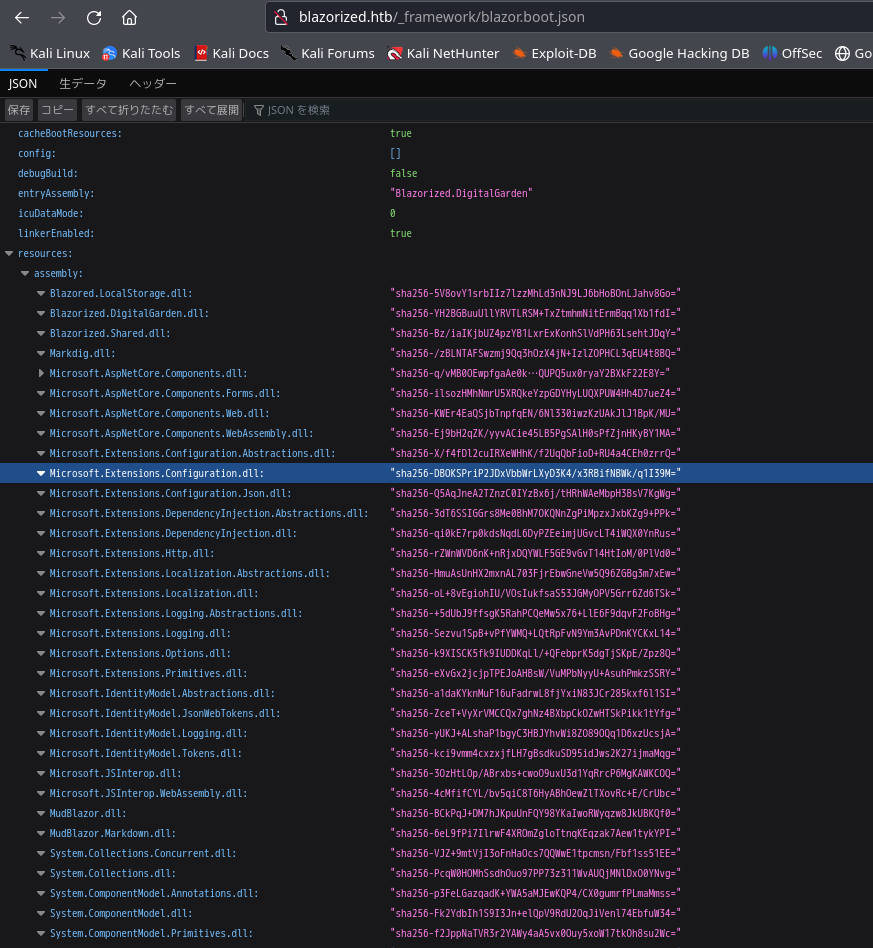 blazorized.htb/_framework/blazor.boot.json
Kali Linux Kali Tools Kali Docs Kali Forums Kali NetHunter Exploit-DB Google Hacking DB OffSec Go
JSON 生データ ヘッダー
保存 コピー すべて折りたたむ すべて展開 JSON を検索
cacheBootResources: true
config: []
debugBuild: false
entryAssembly: "Blazorized.DigitalGarden"
icuDataMode: 0
linkerEnabled: true
resources:
assembly:
Blazored.LocalStorage.dll: "sha256-5V8ovY1srbIIz7lzzMhLd3nNJ9LJ6bHoBOnLJahv8Go="
Blazorized.DigitalGarden.dll: "sha256-YH2BGBuuUllYRVTLRSM+TxZtmhmNitErmBqq1Xb1fdI="
Blazorized.Shared.dll: "sha256-Bz/iaIKjbUZ4pzYB1LxrExKonhSlVdPH63LsehtJDqY="
Markdig.dll: "sha256-/zBLNTAFSwzmj9Qq3hOzX4jN+IzlZOPHCL3qEU4t8BQ="
Microsoft.AspNetCore.Components.dll: "sha256-q/vMB0OEwpfgaAe0k⋯QUPQ5ux0ryaY2BXkF22E8Y="
Microsoft.AspNetCore.Components.Forms.dll: "sha256-ilsozHMhNmrU5XRQkeYzpGDYHyLUQXPUW4Hh4D7ueZ4="
Microsoft.AspNetCore.Components.Web.dll: "sha256-KWEr4EaQSjbTnpfqEN/6Nl330iwzKzUAkJlJ1BpK/MU="
Microsoft.AspNetCore.Components.WebAssembly.dll: "sha256-Ej9bH2qZK/yyvACie45LB5PgSAlH0sPfZjnHKyBY1MA="
Microsoft.Extensions.Configuration.Abstractions.dll: "sha256-X/f4fDl2cuIRXeWHhK/f2UqQbFioD+RU4a4CEh0zrrQ="
Microsoft.Extensions.Configuration.dll: "sha256-DBOKSPriP2JDxVbbWrLXyD3K4/x3RBifNBWk/q1I39M="
Microsoft.Extensions.Configuration.Json.dll: "sha256-Q5AqJneA2TZnzC0IYzBx6j/tHRhWAeMbpH3BsV7KgWg="
Microsoft.Extensions.DependencyInjection.Abstractions.dll: "sha256-3dT6SSIGGrs8Me0BhM7OKQNnZgPiMpzxJxbKZg9+PPk="
Microsoft.Extensions.DependencyInjection.dll: "sha256-qi0kE7rp0kdsNqdL6DyPZEeimjUGvcLT4iWQX0YnRus="
Microsoft.Extensions.Http.dll: "sha256-rZWnWVD6nK+nRjxDQYWLF5GE9vGvT14HtIoM/0PlVd0="
Microsoft.Extensions.Localization.Abstractions.dll: "sha256-HmuAsUnHX2mxnAL703FjrEbwGneVw5Q96ZGBg3m7xEw="
Microsoft.Extensions.Localization.dll: "sha256-oL+8vEgiohIU/VOsIukfsaS53JGMyOPV5Grr6Zd6TSk="
Microsoft.Extensions.Logging.Abstractions.dll: "sha256-+5dUbJ9ffsgK5RahPCQeMw5x76+LlE6F9dqvF2FoBHg="
Microsoft.Extensions.Logging.dll: "sha256-Sezvu1SpB+vPfYWMQ+LQtRpFvN9Ym3AvPDnKYCKxL14="
Microsoft.Extensions.Options.dll: "sha256-k9XISCK5fk9IUDDKqLl/+QFebprK5dgTjSKpE/Zpz8Q="
Microsoft.Extensions.Primitives.dll: "sha256-eXvGx2jcjpTPEJoAHBsW/VuMPbNyyU+AsuhPmkzSSRY="
Microsoft.IdentityModel.Abstractions.dll: "sha256-a1daKYknMuF16uFadrwL8fjYxiN83JCr285kxf6l1SI="
Microsoft.IdentityModel.JsonWebTokens.dll: "sha256-ZceT+VyXrVMCCQx7ghNz4BXbpCkOZwHTSkPikk1tYfg="
Microsoft.IdentityModel.Logging.dll: "sha256-yUKJ+ALshaP1bgyC3HBJYhvWi8ZO89OQq1D6xzUcsjA="
Microsoft.IdentityModel.Tokens.dll: "sha256-kci9vmm4cxzxjfLH7gBsdkuSD95idJws2K27ijmaMqg="
Microsoft.JSInterop.dll: "sha256-3OzHtLOp/ABrxbs+cwoO9uxU3d1YqRrcP6MgKAWKCOQ="
Microsoft.JSInterop.WebAssembly.dll: "sha256-4cMfifCYL/bv5qiC8T6HyABhOewZlTXovRc+E/CrUbc="
MudBlazor.dll: "sha256-BCkPqJ+DM7hJKpuUnFQY98YKaIwoRWyqzw8JkUBKQf0="
MudBlazor.Markdown.dll: "sha256-6eL9fPi7IlrwF4XROmZgloTtnqKEqzak7Aew1tykYPI="
System.Collections.Concurrent.dll: "sha256-VJZ+9mtVjI3oFnHaOcs7QQWwE1tpcmsn/Fbf1ss51EE="
System.Collections.dll: "sha256-PcqW0HOMhSsdhOuo97PP73z311WvAUQjMNlDxO0YNvg="
System.ComponentModel.Annotations.dll: "sha256-p3FeLGazqadK+YWA5aMJEwKQP4/CX0gumrfPLmaMmss="
System.ComponentModel.dll: "sha256-Fk2YdbIh1S9I3Jn+elQpV9RdU2OqJiVenl74EbfuW34="
System.ComponentModel.Primitives.dll: "sha256-f2JppNaTVR3r2YAWy4aA5vx0Ouy5xoW17tkOh8su2Wc="